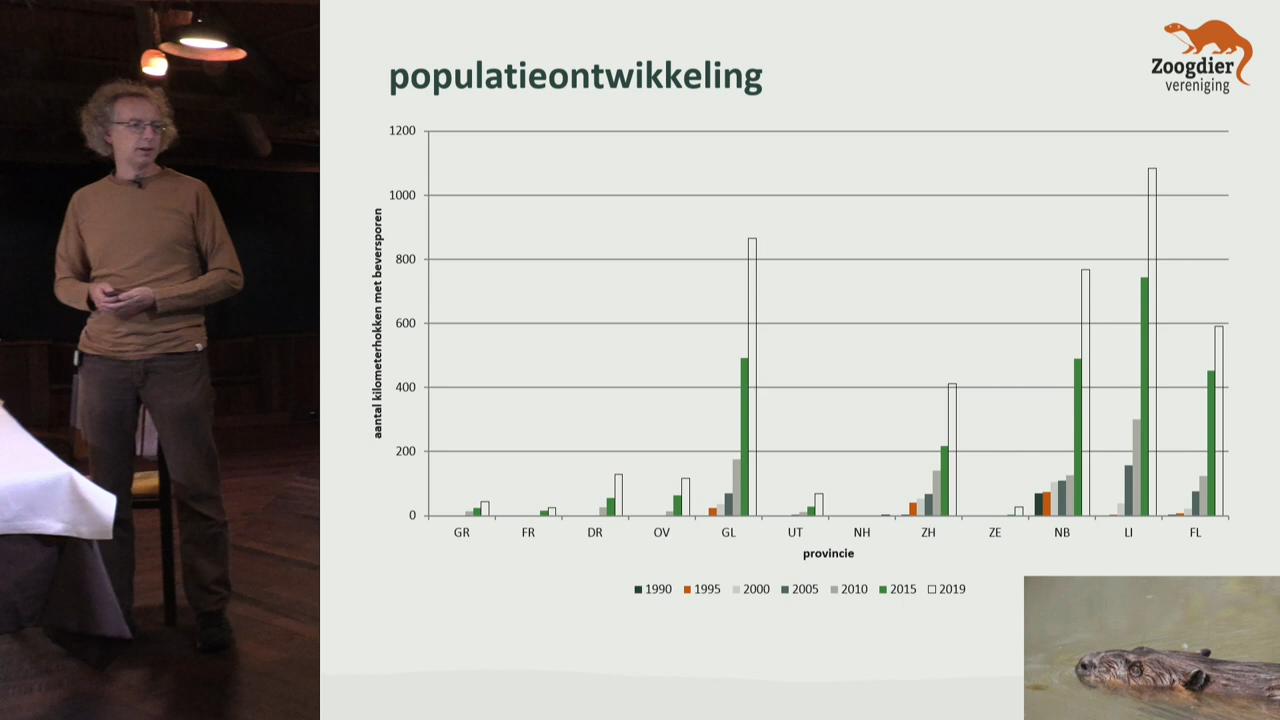 populatieontwikkeling
Zoogdier
vereniging
1200
1000
800
600
400
200
0
aantal kilometerhokken met beversporen
GR FR DR OV GL UT NH ZH ZE NB LI FL
provincie
1990 1995 2000 2005 2010 2015 2019